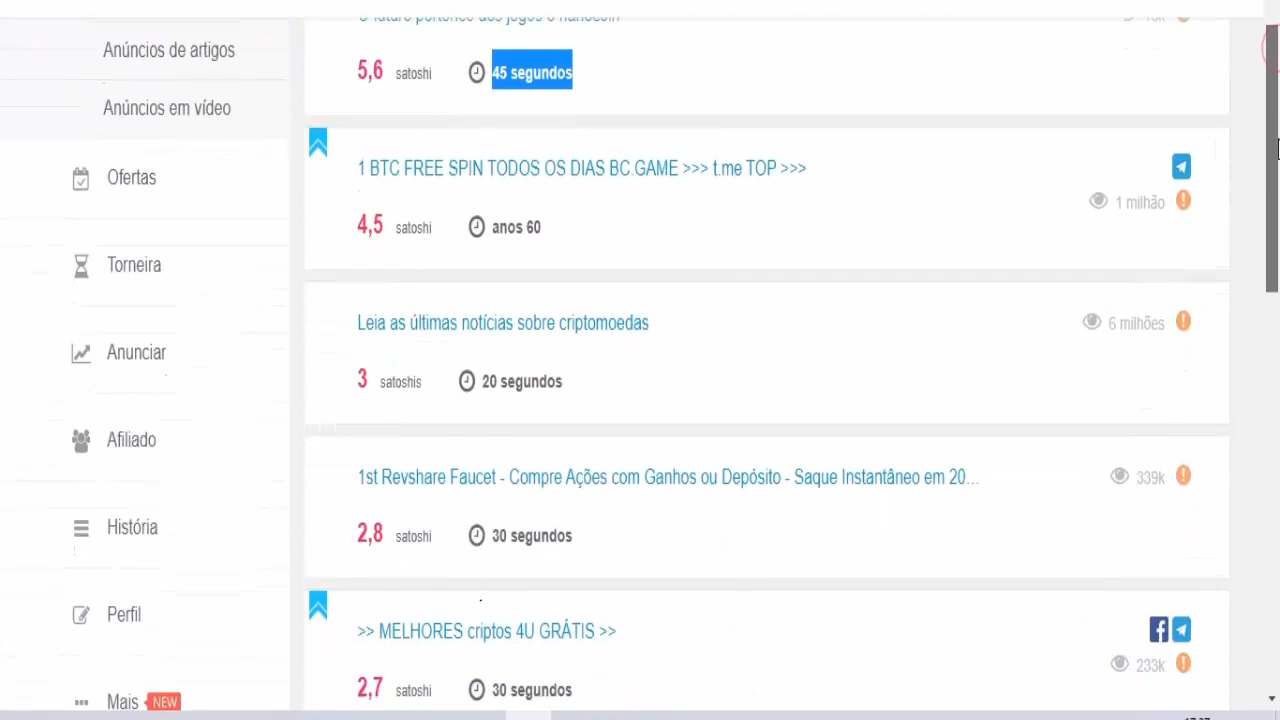 Anúncios de artigos
Anúncios em vídeo
Ofertas
Torneira
Anunciar
Afiliado
História
Perfil
Mais NEW
5,6 satoshi 45 segundos
1 BTC FREE SPIN TODOS OS DIAS BC.GAME >>> t.me TOP >>>
1 milhão
4,5 satoshi anos 60
Leia as últimas notícias sobre criptomoedas
6 milhões
3 satoshis 20 segundos
1st Revshare Faucet - Compre Ações com Ganhos ou Depósito - Saque Instantâneo em 20...
339k
2,8 satoshi 30 segundos
>> MELHORES criptos 4U GRÁTIS >>
233k
2,7 satoshi 30 segundos